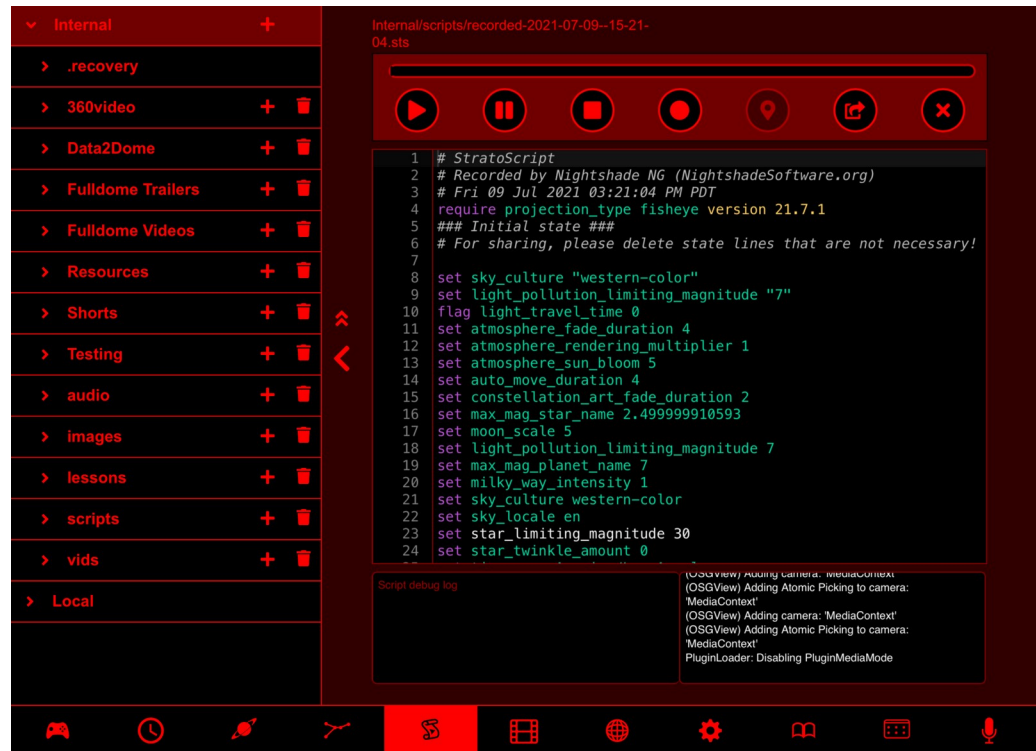 Internal
.recovery
360video
Data2Dome
Fulldome Trailers
Fulldome Videos
Resources
Shorts
Testing
audio
images
lessons
scripts
vids
Local
Internal/scripts/recorded-2021-07-09--15-21-
04.sts
1 # StratoScript
2 # Recorded by Nightshade NG (NightshadeSoftware.org)
3 # Fri 09 Jul 2021 03:21:04 PM PDT
4 require projection_type fisheye version 21.7.1
5 ### Initial state ###
6 # For sharing, please delete state lines that are not necessary!
7
8 set sky_culture "western-color"
9 set light_pollution_limiting_magnitude "7"
10 flag light_travel_time 0
11 set atmosphere_fade_duration 4
12 set atmosphere_rendering_multiplier 1
13 set atmosphere_sun_bloom 5
14 set auto_move_duration 4
15 set constellation_art_fade_duration 2
16 set max_mag_star_name 2.499999910593
17 set moon_scale 5
18 set light_pollution_limiting_magnitude 7
19 set max_mag_planet_name 7
20 set milky_way_intensity 1
21 set sky_culture western-color
22 set sky_locale en
23 set star_limiting_magnitude 30
24 set star_twinkle_amount 0
Script debug log
(OSGView) Adding camera: 'MediaContext'
(OSGView) Adding Atomic Picking to camera:
'MediaContext'
(OSGView) Adding camera: 'MediaContext'
(OSGView) Adding Atomic Picking to camera:
'MediaContext'
PluginLoader: Disabling PluginMediaMode